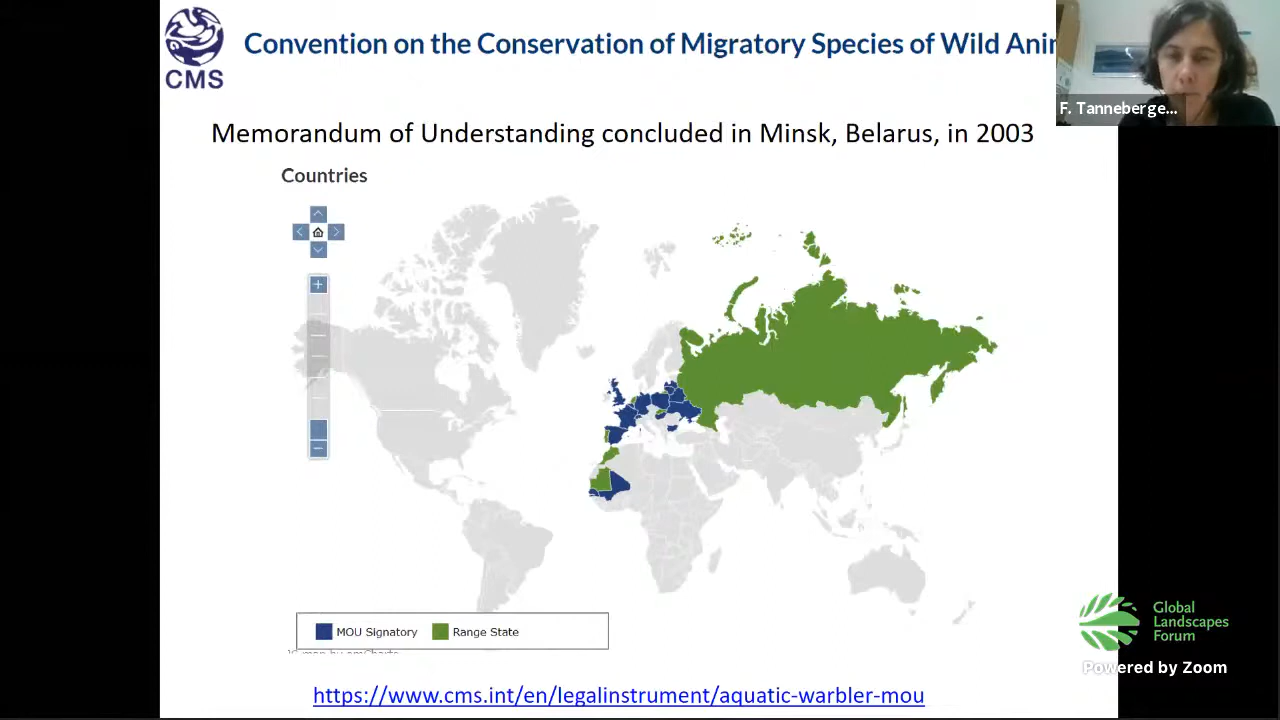 CMS
Convention on the Conservation of Migratory Species of Wild Anir
F. Tanneberge...
Memorandum of Understanding concluded in Minsk, Belarus, in 2003
Countries
MOU Signatory
Range State
Global
Landscapes
Forum
Powered by Zoom
https://www.cms.int/en/legalinstrument/aquatic-warbler-mou